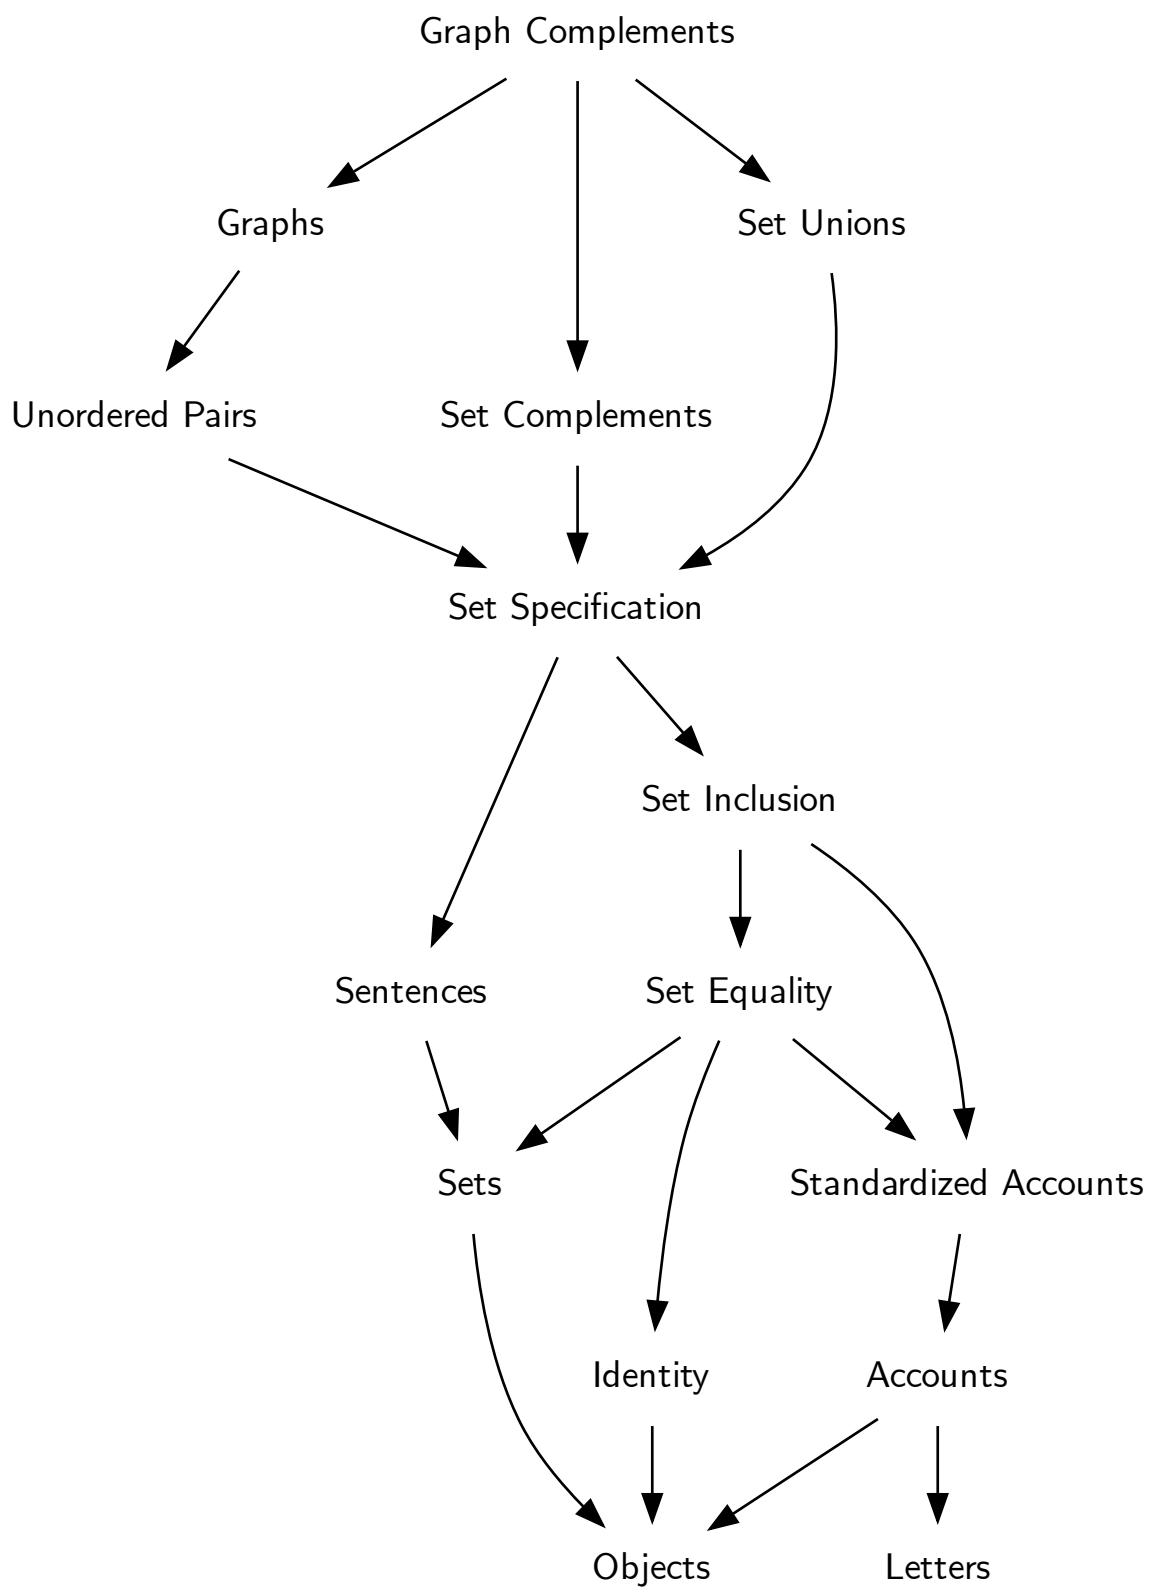 Graph Complements
Graphs
Set Unions
Unordered Pairs
Set Complements
Set Specification
Set Inclusion
Sentences
Set Equality
Sets
Standardized Accounts
Identity
Accounts
Objects
Letters